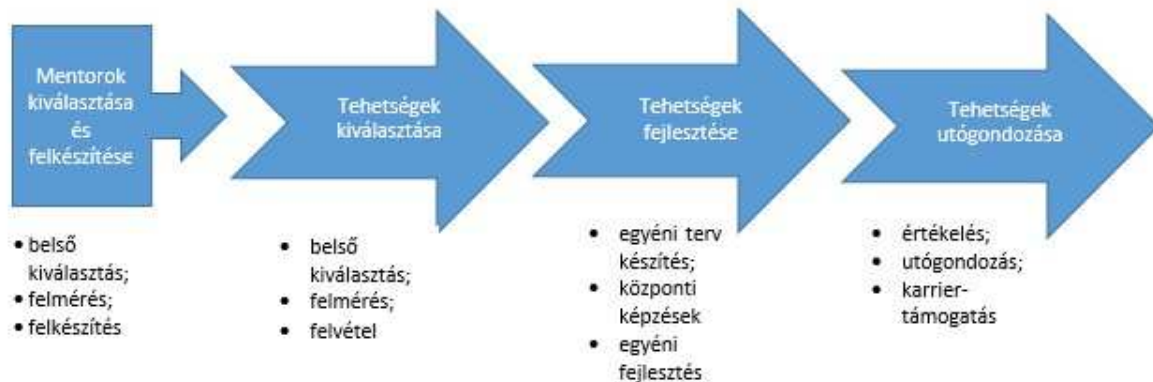 Mentorok
kiválasztása
és
felkészítése
Tehetségek
kiválasztása
Tehetségek
fejlesztése
Tehetségek
utógondozása
• belső
kiválasztás;
• felmérés;
• felkészítés
• belső
kiválasztás;
• felmérés;
• felvétel
• egyéni terv
készítés;
• központi
képzések
• egyéni
fejlesztés
• értékelés;
• utógondozás;
• karrier-
támogatás